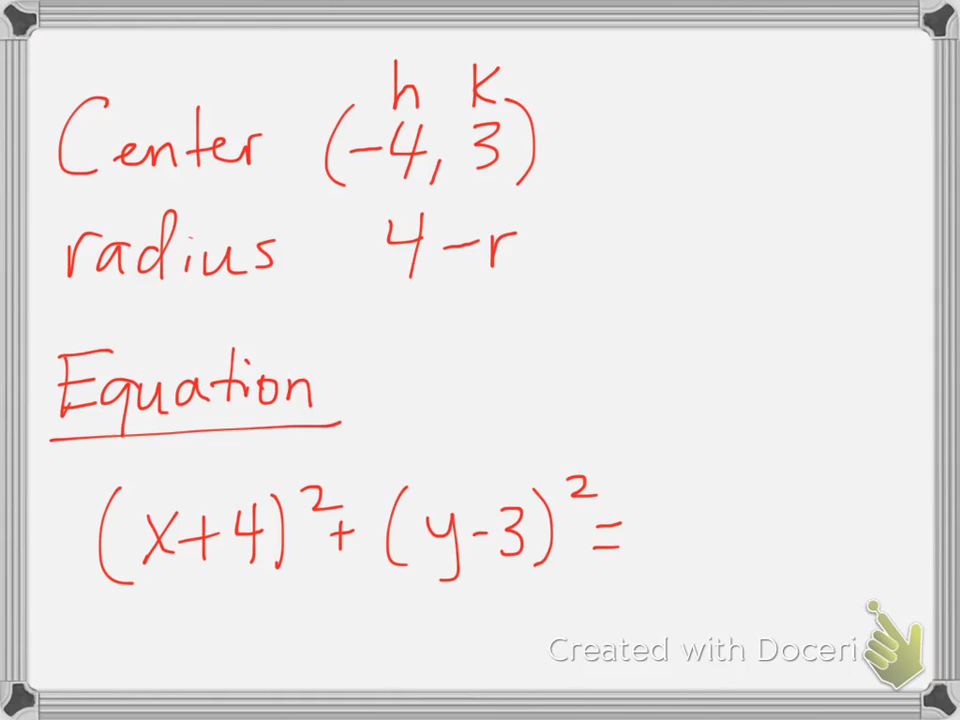 h k
Center (-4, 3)
radius 4 - r
Equation
(x+4)² + (y-3)² =
Created with Doceri